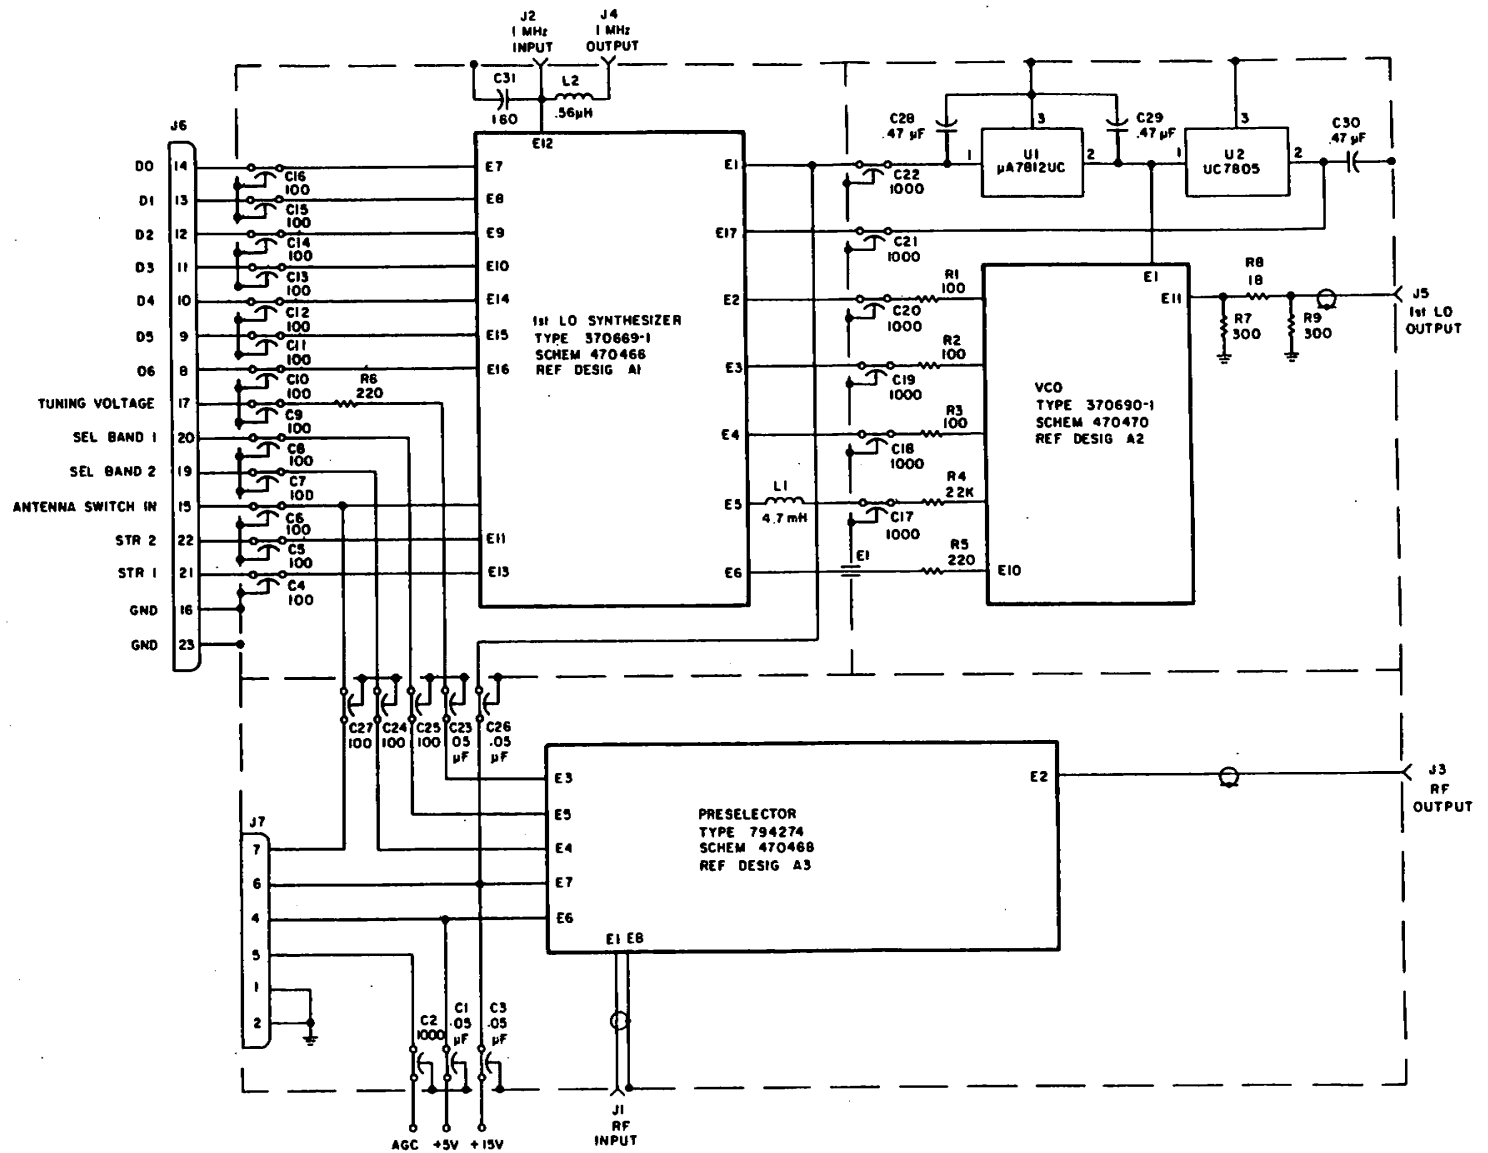 J2
1 MHz
INPUT
J4
1 MHz
OUTPUT
C31
160
L2
.56µH
E12
J6
D0 14
D1 13
D2 12
D3 11
D4 10
D5 9
D6 8
TUNING VOLTAGE 17
SEL BAND 1 20
SEL BAND 2 19
ANTENNA SWITCH IN 15
STR 2 22
STR 1 21
GND 16
GND 23
C16
100
C15
100
C14
100
C13
100
C12
100
C11
100
C10
100
C9
100
C8
100
C7
100
C6
100
C5
100
C4
100
R6
220
E7
E8
E9
E10
E14
E15
E16
E11
E13
1st LO SYNTHESIZER
TYPE 370669-1
SCHEM 470466
REF DESIG A1
E1
E17
E2
E3
E4
E5
E6
L1
4.7mH
C28
.47 µF
C22
1000
C21
1000
C20
1000
C19
1000
C18
1000
C17
1000
E1
R1
100
R2
100
R3
100
R4
22K
R5
220
3
1
U1
µA7812UC
2
C29
.47 µF
3
1
U2
UC7805
2
C30
.47 µF
E1
E11
E10
VCO
TYPE 370690-1
SCHEM 470470
REF DESIG A2
R8
18
R7
300
R9
300
J5
1st LO
OUTPUT
C27
100
C24
100
C25
100
C23
.05
µF
C26
.05
µF
E3
E5
E4
E7
E6
E1 E8
E2
PRESELECTOR
TYPE 794274
SCHEM 470468
REF DESIG A3
J3
RF
OUTPUT
J7
7
6
4
5
1
2
C2
1000
C1
.05
µF
C3
.05
µF
AGC +5V +15V
J1
RF
INPUT